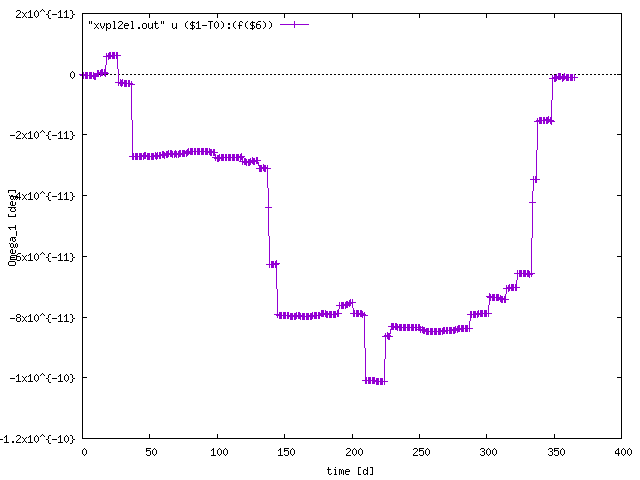 2x10^{-11}
"xvpl2el.out" u ($1-T0):(f($6))
0
-2x10^{-11}
-4x10^{-11}
Omega_1 [deg]
-6x10^{-11}
-8x10^{-11}
-1x10^{-10}
-1.2x10^{-10}
0 50 100 150 200 250 300 350 400
time [d]